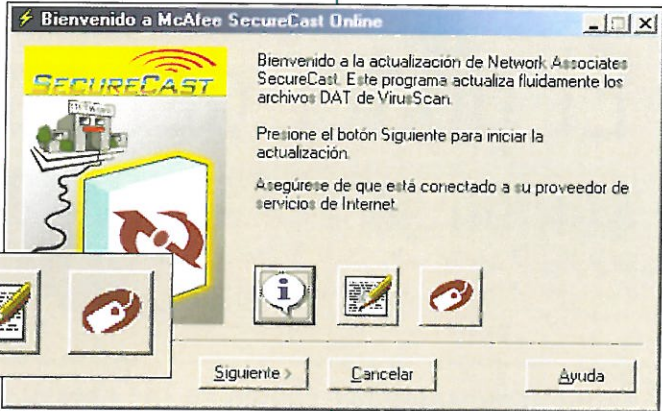 Bienvenido a McAfee SecureCast Online
SECURECAST
Bienvenido a la actualización de Network Associates
SecureCast. Este programa actualiza fluidamente los
archivos DAT de VirusScan.
Presione el botón Siguiente para iniciar la
actualización.
Asegúrese de que está conectado a su proveedor de
servicios de Internet.
Siguiente >
Cancelar
Ayuda